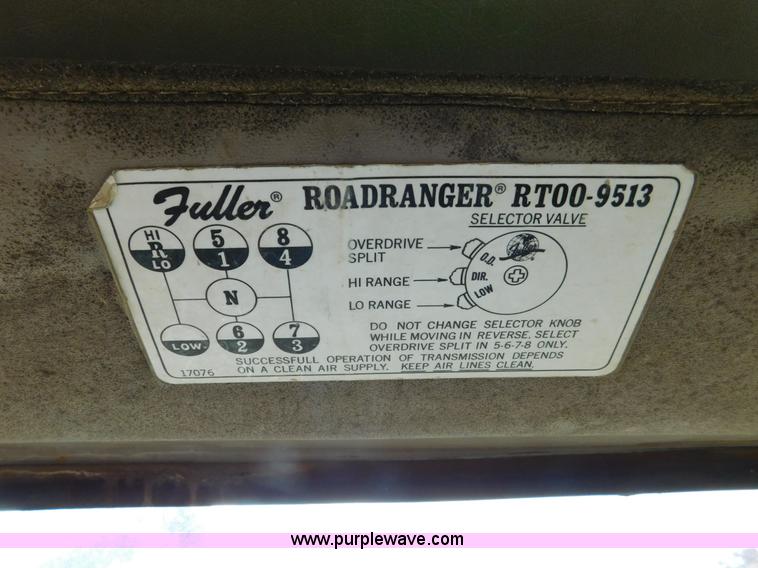 Fuller® ROADRANGER® RTOO-9513
SELECTOR VALVE
HI R LO
5 1
8 4
N
LOW.
6 2
7 3
OVERDRIVE SPLIT
HI RANGE
LO RANGE
O.D.
DIR.
LOW
DO NOT CHANGE SELECTOR KNOB
WHILE MOVING IN REVERSE, SELECT
OVERDRIVE SPLIT IN 5-6-7-8 ONLY.
SUCCESSFULL OPERATION OF TRANSMISSION DEPENDS
ON A CLEAN AIR SUPPLY. KEEP AIR LINES CLEAN.
17076
www.purplewave.com